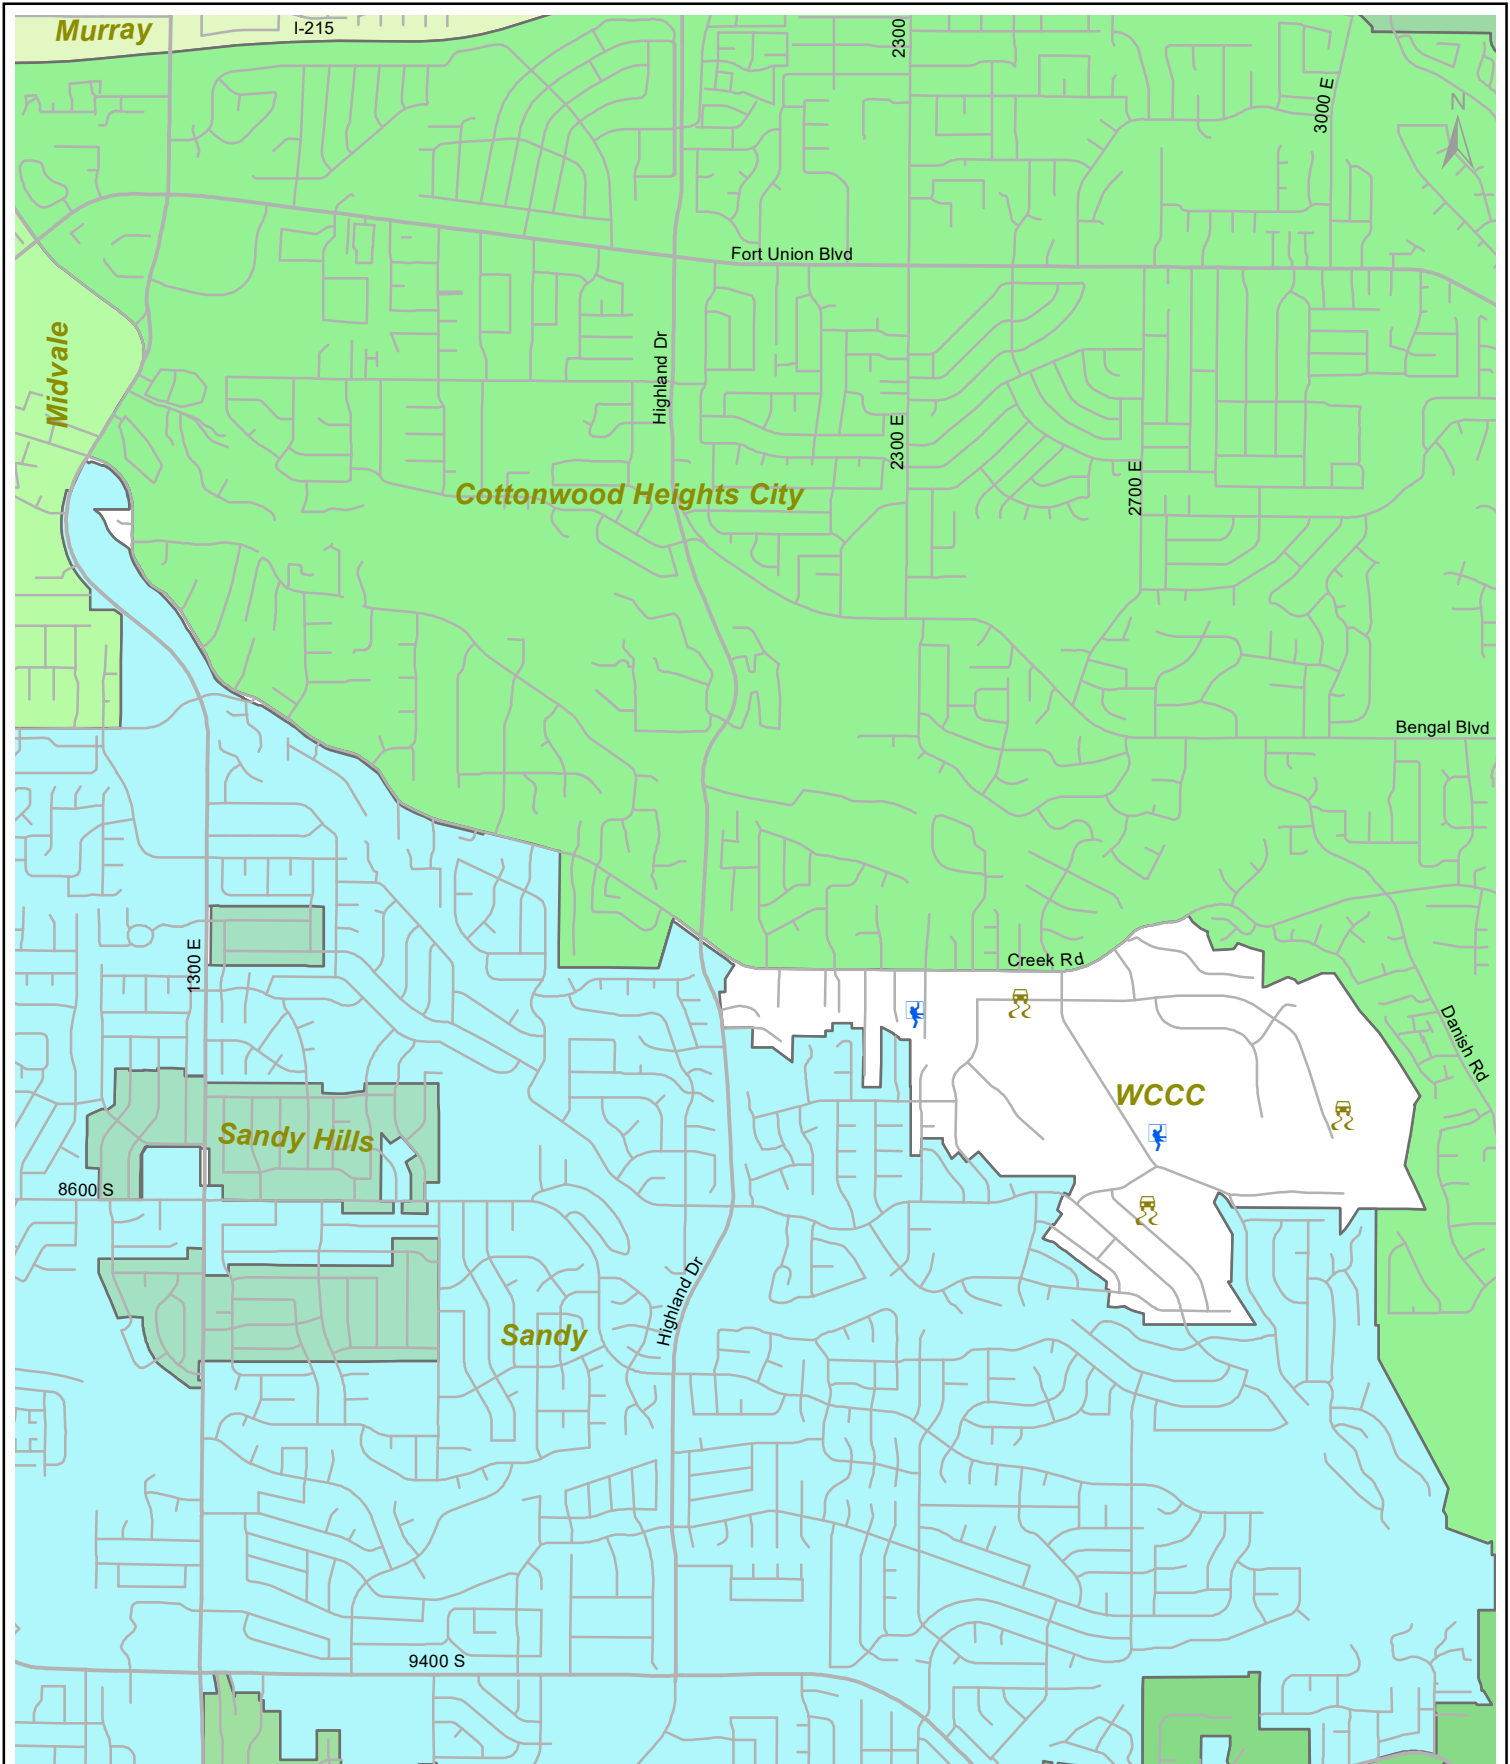 Murray
I-215
2300
3000 E
N
Fort Union Blvd
Midvale
Highland Dr
2300 E
2700 E
Cottonwood Heights City
Bengal Blvd
1300 E
Creek Rd
Danish Rd
WCCC
Sandy Hills
8600 S
Highland Dr
Sandy
9400 S